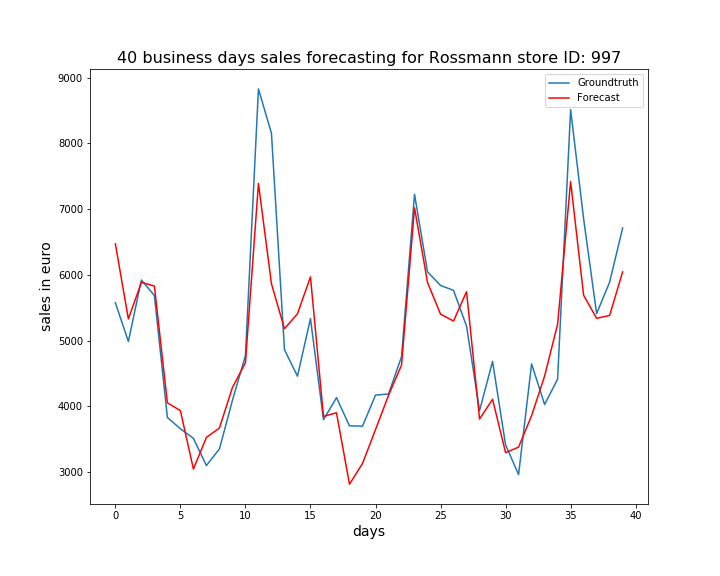 40 business days sales forecasting for Rossmann store ID: 997
Groundtruth
Forecast
9000
8000
7000
6000
5000
4000
3000
sales in euro
0 5 10 15 20 25 30 35 40
days